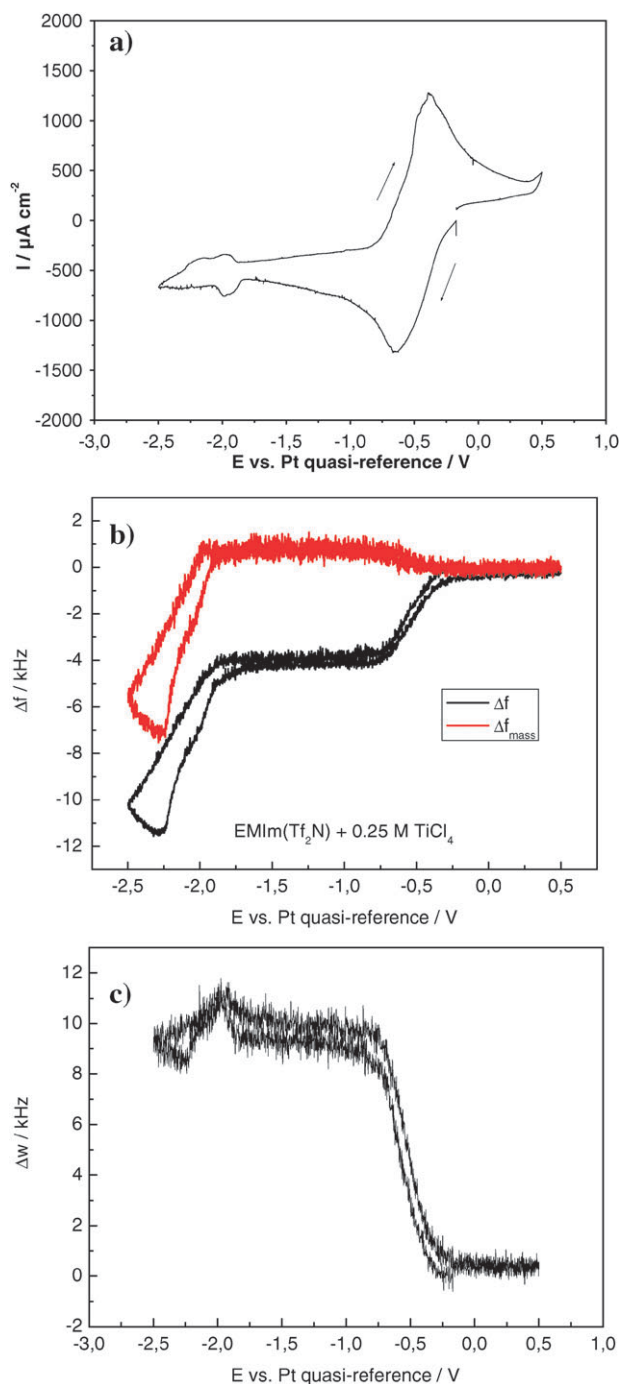 a)
2000
1500
1000
500
0
-500
-1000
-1500
-2000
I / µA cm⁻²
-3,0 -2,5 -2,0 -1,5 -1,0 -0,5 0,0 0,5 1,0
E vs. Pt quasi-reference / V
b)
2
0
-2
-4
-6
-8
-10
-12
Δf / kHz
Δf
Δf_mass
EMIm(Tf₂N) + 0.25 M TiCl₄
-2,5 -2,0 -1,5 -1,0 -0,5 0,0 0,5
E vs. Pt quasi-reference / V
c)
12
10
8
6
4
2
0
-2
Δw / kHz
-3,0 -2,5 -2,0 -1,5 -1,0 -0,5 0,0 0,5 1,0
E vs. Pt quasi-reference / V